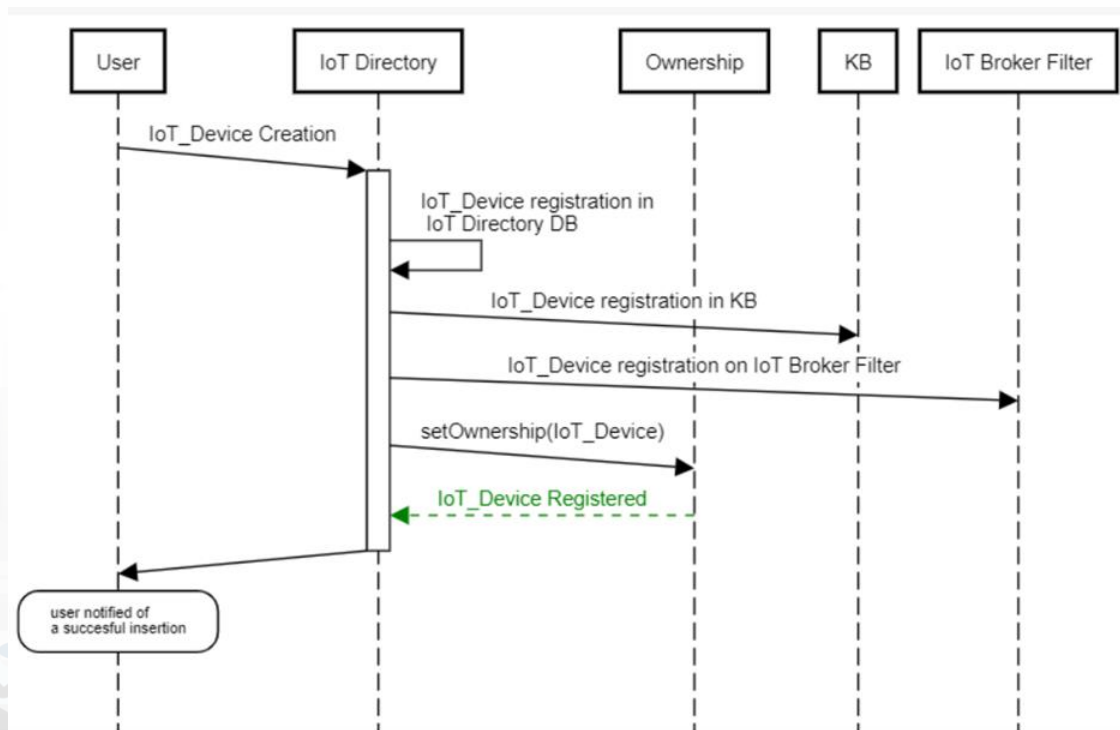 User
IoT Directory
Ownership
KB
IoT Broker Filter
IoT_Device Creation
IoT_Device registration in
IoT Directory DB
IoT_Device registration in KB
IoT_Device registration on IoT Broker Filter
setOwnership(IoT_Device)
IoT_Device Registered
user notified of
a succesful insertion